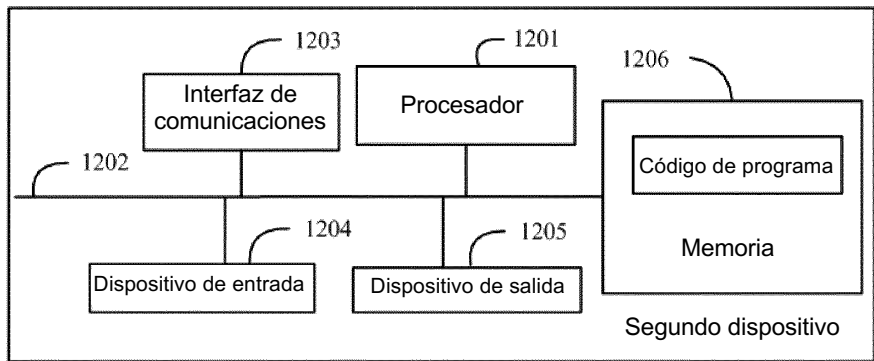 1203
1201
1206
Interfaz de
comunicaciones
Procesador
Código de programa
1202
1204
1205
Memoria
Dispositivo de entrada
Dispositivo de salida
Segundo dispositivo